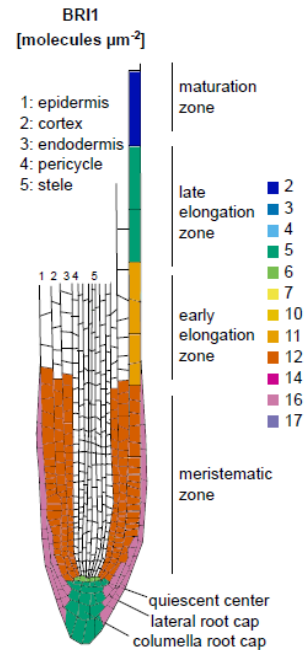 BRI1
[molecules µm-2]
1: epidermis
2: cortex
3: endodermis
4: pericycle
5: stele
maturation
zone
late
elongation
zone
1 2 3 4 5
early
elongation
zone
meristematic
zone
quiescent center
lateral root cap
columella root cap
2
3
4
5
6
7
10
11
12
14
16
17